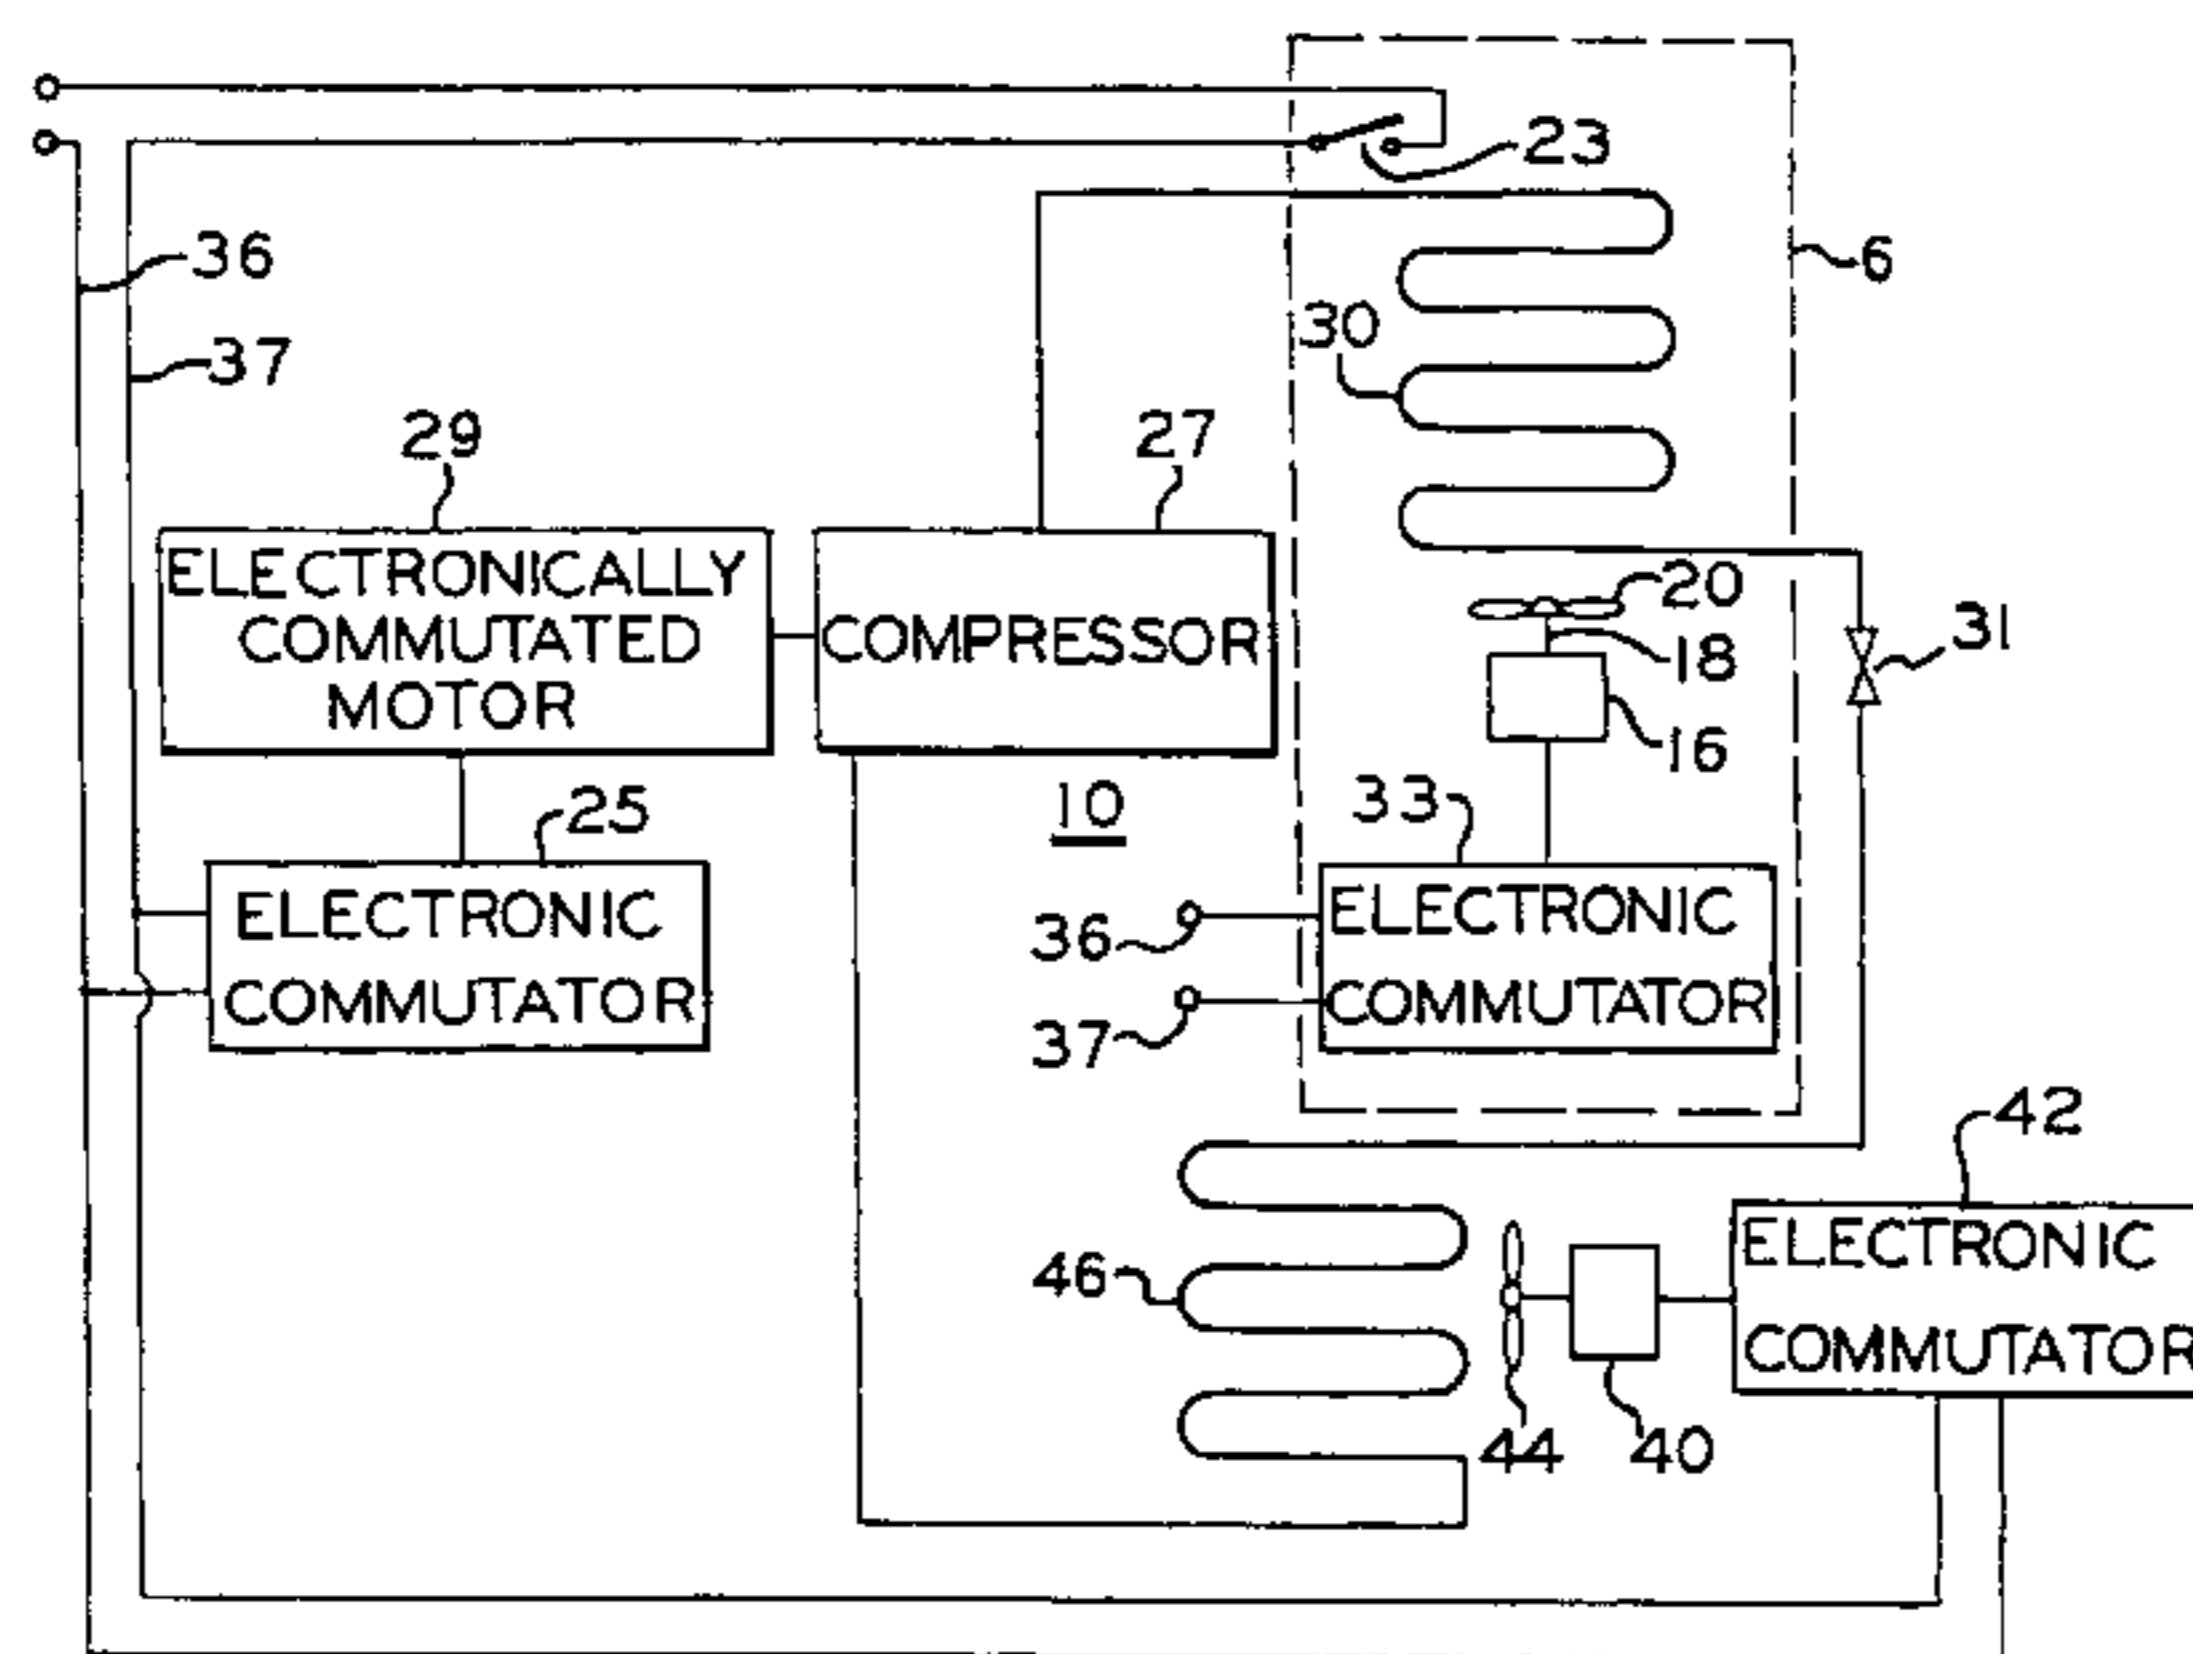 23
36
6
30
37
29
27
ELECTRONICALLY
COMMUTATED
MOTOR
COMPRESSOR
20
31
18
16
25
10
33
ELECTRONIC
COMMUTATOR
36
ELECTRONIC
COMMUTATOR
37
42
ELECTRONIC
COMMUTATOR
46
44
40